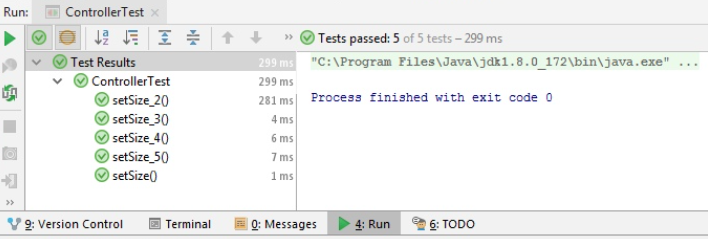 Run: ControllerTest
Tests passed: 5 of 5 tests – 299 ms
Test Results 299 ms
ControllerTest 299 ms
setSize_2() 281 ms
setSize_3() 4 ms
setSize_4() 6 ms
setSize_5() 7 ms
setSize() 1 ms
"C:\Program Files\Java\jdk1.8.0_172\bin\java.exe" ...
Process finished with exit code 0
9: Version Control Terminal 0: Messages 4: Run 6: TODO